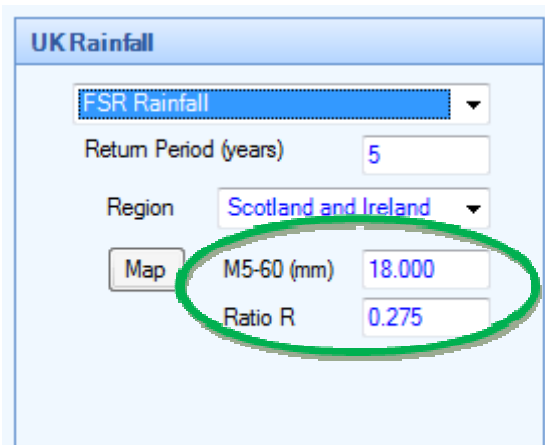 UK Rainfall
FSR Rainfall
Return Period (years) 5
Region Scotland and Ireland
Map M5-60 (mm) 18.000
Ratio R 0.275